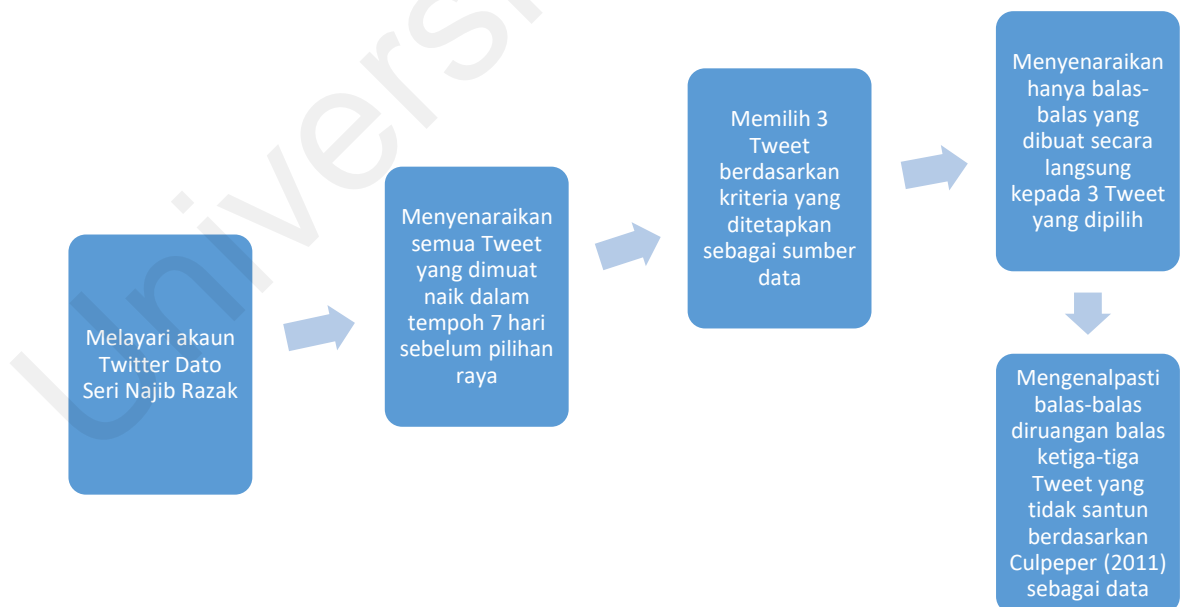 Melayari akaun
Twitter Dato
Seri Najib Razak
Menyenaraikan
semua Tweet
yang dimuat
naik dalam
tempoh 7 hari
sebelum pilihan
raya
Memilih 3
Tweet
berdasarkan
kriteria yang
ditetapkan
sebagai sumber
data
Menyenaraikan
hanya balas-
balas yang
dibuat secara
langsung
kepada 3 Tweet
yang dipilih
Mengenalpasti
balas-balas
diruangan balas
ketiga-tiga
Tweet yang
tidak santun
berdasarkan
Culpeper (2011)
sebagai data
Univers